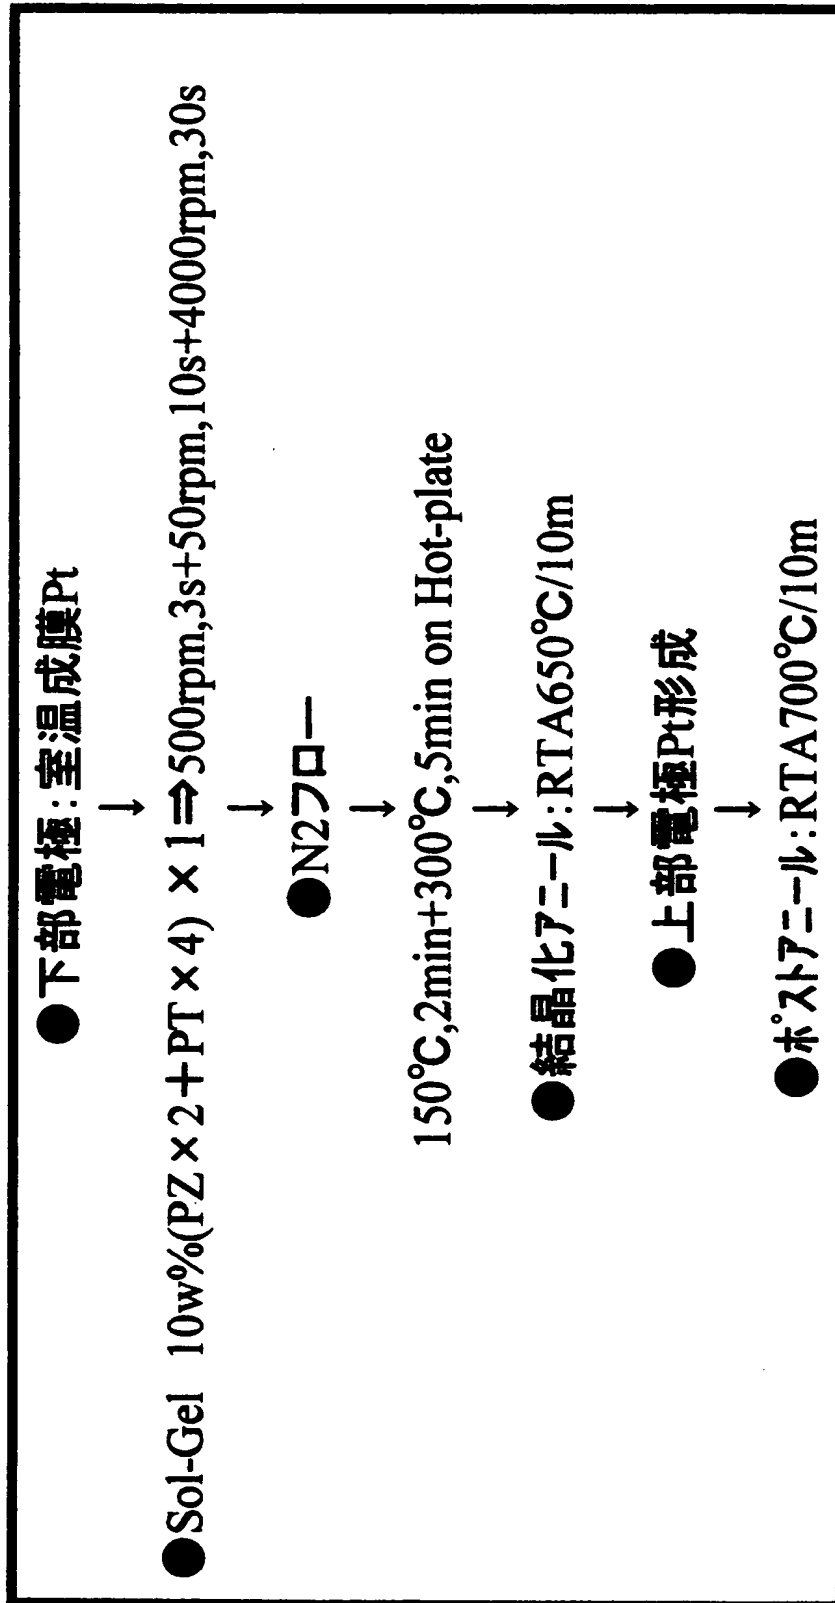 ●下部電極:室温成膜Pt
↓
●Sol-Gel 10w%(PZ×2+PT×4)×1⇒500rpm,3s+50rpm,10s+4000rpm,30s
↓
●N2フロー
↓
150℃,2min+300℃,5min on Hot-plate
↓
●結晶化アニール:RTA650℃/10m
↓
●上部電極Pt形成
↓
●ポストアニール:RTA700℃/10m